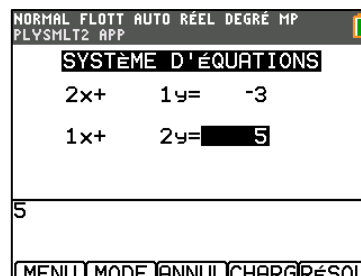 NORMAL FLOTT AUTO RÉEL DEGRÉ MP
PLYSMLT2 APP
SYSTÈME D'ÉQUATIONS
2x+ 1y= -3
1x+ 2y= 5
5
MENU MODE ANNUL CHARG RÉSOU